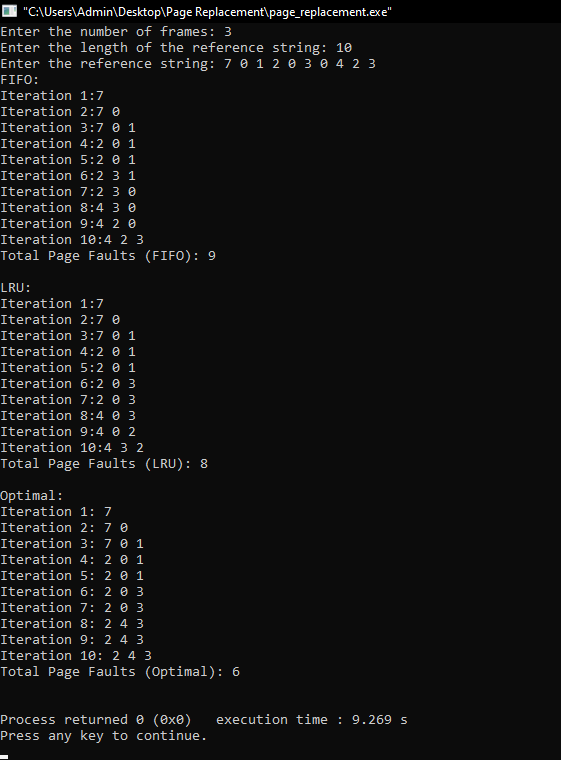 "C:\Users\Admin\Desktop\Page Replacement\page_replacement.exe"
Enter the number of frames: 3
Enter the length of the reference string: 10
Enter the reference string: 7 0 1 2 0 3 0 4 2 3
FIFO:
Iteration 1:7
Iteration 2:7 0
Iteration 3:7 0 1
Iteration 4:2 0 1
Iteration 5:2 0 1
Iteration 6:2 3 1
Iteration 7:2 3 0
Iteration 8:4 3 0
Iteration 9:4 2 0
Iteration 10:4 2 3
Total Page Faults (FIFO): 9

LRU:
Iteration 1:7
Iteration 2:7 0
Iteration 3:7 0 1
Iteration 4:2 0 1
Iteration 5:2 0 1
Iteration 6:2 0 3
Iteration 7:2 0 3
Iteration 8:4 0 3
Iteration 9:4 0 2
Iteration 10:4 3 2
Total Page Faults (LRU): 8

Optimal:
Iteration 1: 7
Iteration 2: 7 0
Iteration 3: 7 0 1
Iteration 4: 2 0 1
Iteration 5: 2 0 1
Iteration 6: 2 0 3
Iteration 7: 2 0 3
Iteration 8: 2 4 3
Iteration 9: 2 4 3
Iteration 10: 2 4 3
Total Page Faults (Optimal): 6

Process returned 0 (0x0)   execution time : 9.269 s
Press any key to continue.